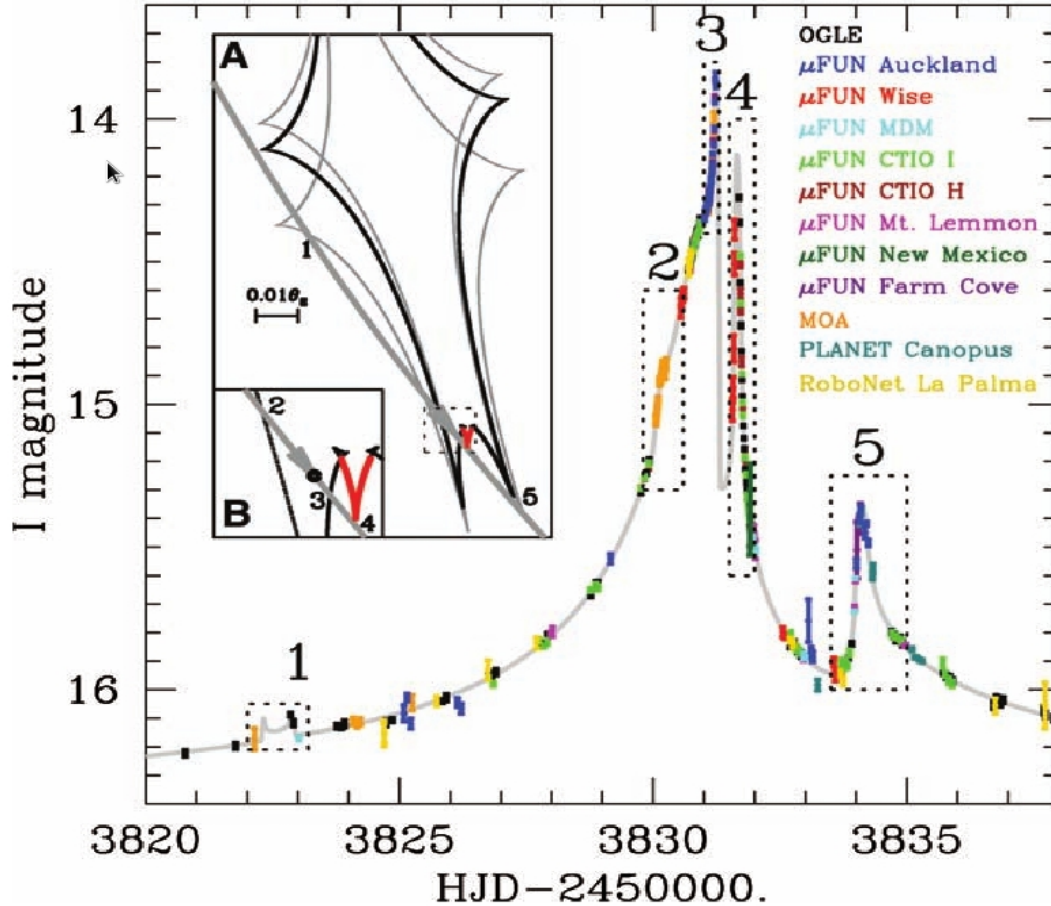 OGLE
μFUN Auckland
μFUN Wise
μFUN MDM
μFUN CTIO I
μFUN CTIO H
μFUN Mt. Lemmon
μFUN New Mexico
μFUN Farm Cove
MOA
PLANET Canopus
RoboNet La Palma
A
1
0.01θE
5
2
3
4
B
1
2
3
4
5
I magnitude
14
15
16
3820 3825 3830 3835
HJD-2450000.